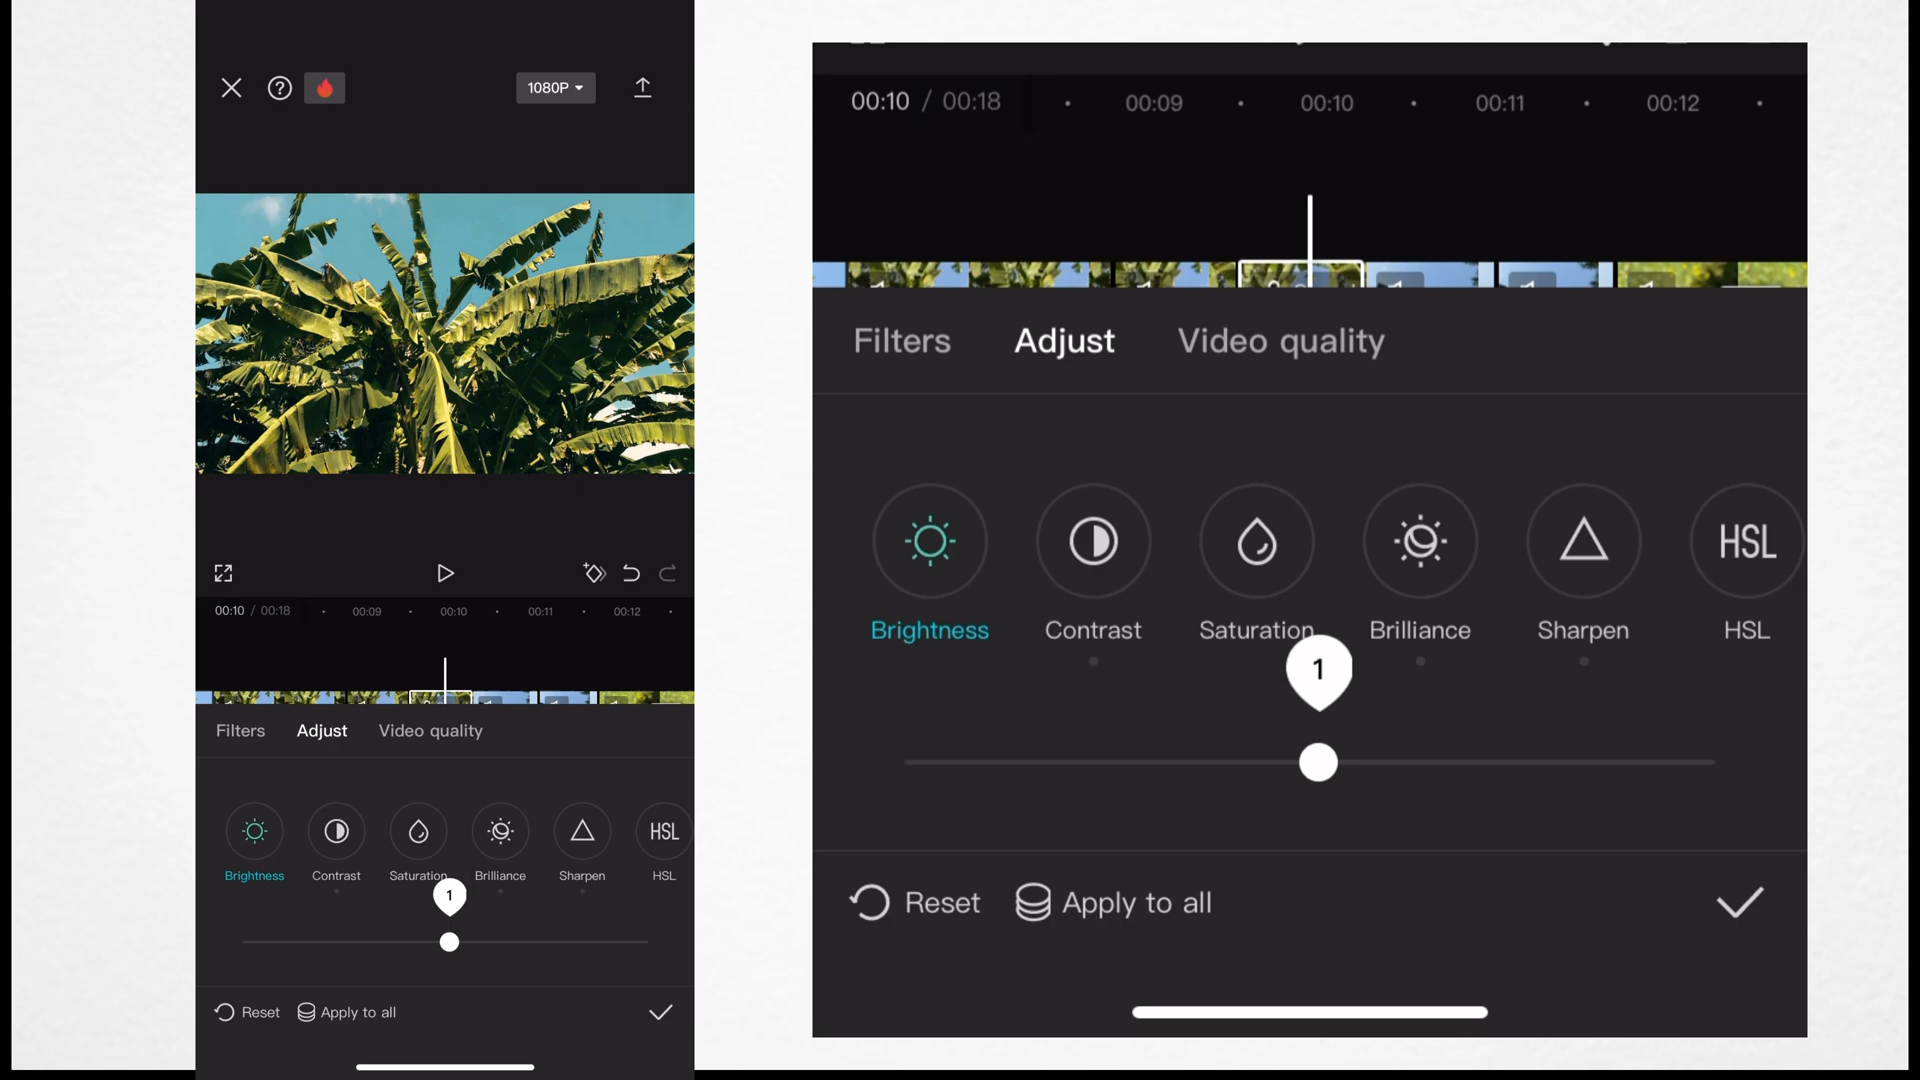 1080P
00:10 / 00:18 00:09 00:10 00:11 00:12
Filters Adjust Video quality
HSL
Brightness Contrast Saturation Brilliance Sharpen HSL
1
Reset Apply to all
00:10 / 00:18 00:09 00:10 00:11 00:12
Filters Adjust Video quality
HSL
Brightness Contrast Saturation Brilliance Sharpen HSL
1
Reset Apply to all